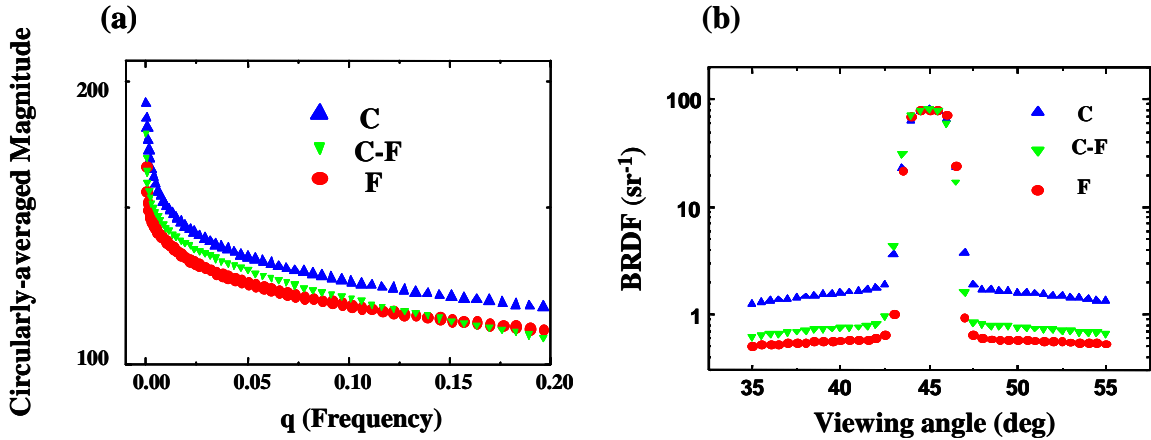 (a)
Circularly-averaged Magnitude
200
100
C
C-F
F
0.00 0.05 0.10 0.15 0.20
q (Frequency)
(b)
BRDF (sr-1)
100
10
1
C
C-F
F
35 40 45 50 55
Viewing angle (deg)